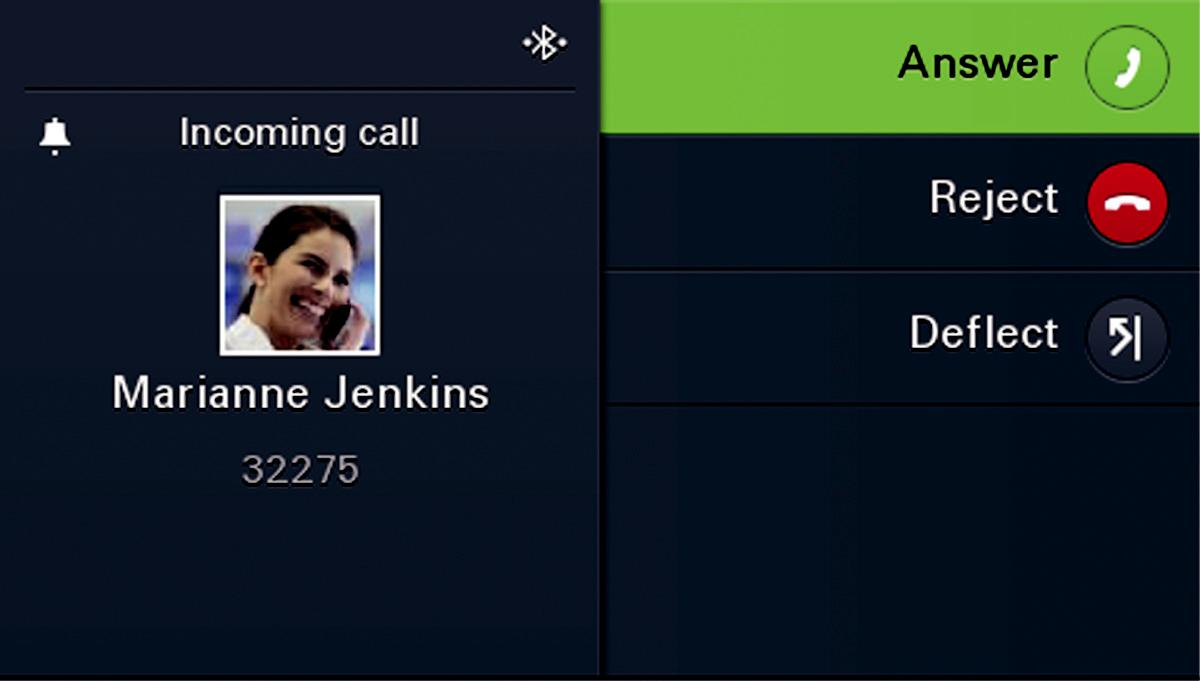 Incoming call
Marianne Jenkins
32275
Answer
Reject
Deflect